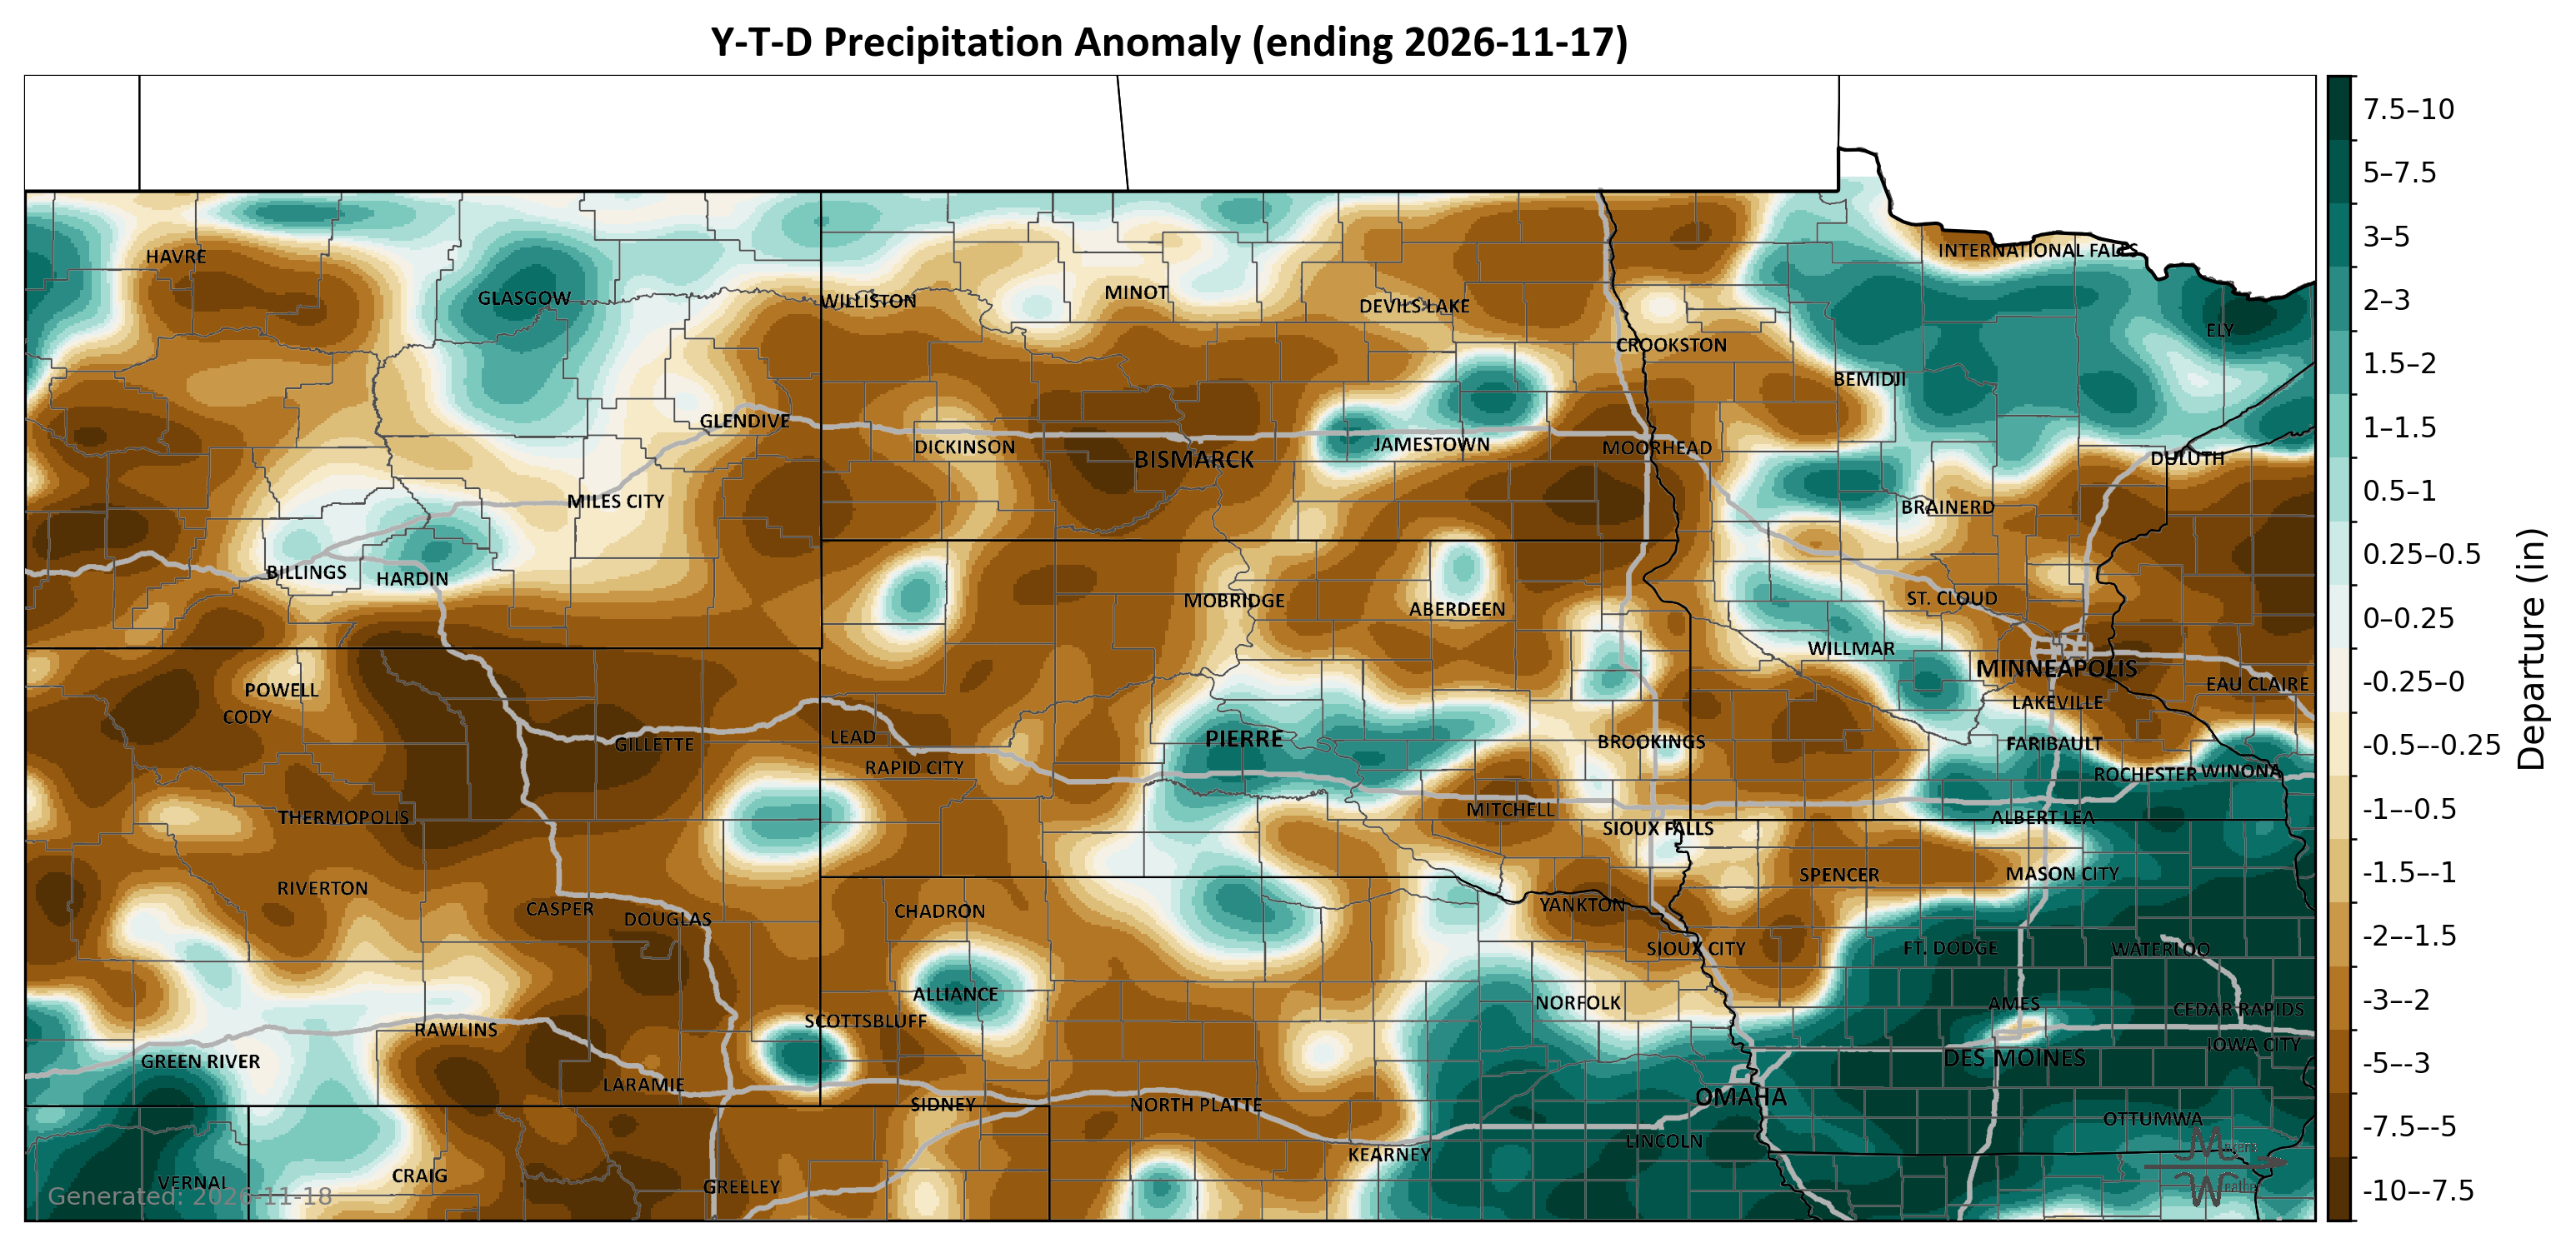 Y-T-D Precipitation Anomaly (ending 2026-11-17)
7.5–10
5–7.5
3–5
2–3
1.5–2
1–1.5
0.5–1
0.25–0.5
0–0.25
-0.25–0
-0.5–-0.25
-1–-0.5
-1.5–-1
-2–-1.5
-3–-2
-5–-3
-7.5–-5
-10–-7.5
Departure (in)
INTERNATIONAL FALLS
HAVRE
GLASGOW
WILLISTON
MINOT
DEVILS LAKE
ELY
CROOKSTON
BEMIDJI
GLENDIVE
DICKINSON
BISMARCK
JAMESTOWN
MOORHEAD
DULUTH
MILES CITY
BRAINERD
BILLINGS
HARDIN
MOBRIDGE
ABERDEEN
ST. CLOUD
WILLMAR
MINNEAPOLIS
EAU CLAIRE
POWELL
CODY
LAKEVILLE
GILLETTE
LEAD
PIERRE
BROOKINGS
FARIBAULT
RAPID CITY
ROCHESTER
WINONA
THERMOPOLIS
MITCHELL
ALBERT LEA
SIOUX FALLS
RIVERTON
SPENCER
MASON CITY
CASPER
DOUGLAS
CHADRON
YANKTON
SIOUX CITY
FT. DODGE
WATERLOO
ALLIANCE
NORFOLK
AMES
CEDAR RAPIDS
SCOTTSBLUFF
RAWLINS
IOWA CITY
GREEN RIVER
DES MOINES
LARAMIE
OMAHA
SIDNEY
NORTH PLATTE
OTTUMWA
LINCOLN
KEARNEY
CRAIG
VERNAL
GREELEY
Generated: 2026-11-18